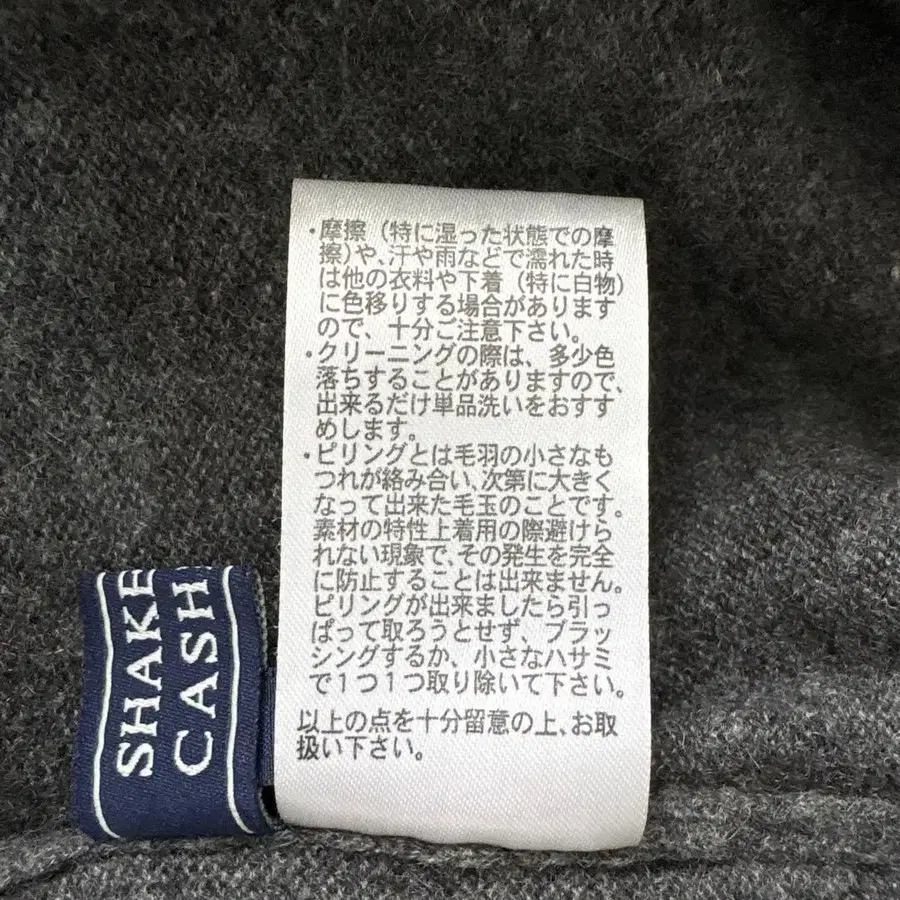 ・摩擦（特に湿った状態での摩
擦)や、汗や雨などで濡れた時
は他の衣料や下着（特に白物）
に色移りする場合があります
ので、十分ご注意下さい。
・クリーニングの際は、多少色
落ちすることがありますので、
出来るだけ単品洗いをおすす
めします。
・ピリングとは毛羽の小さなも
つれが絡み合い、次第に大きく
なって出来た毛玉のことです。
素材の特性上着用の際避けら
れない現象で、その発生を完全
に防止することは出来ません。
ピリングが出来ましたら引っ
ぱって取ろうとせず、ブラッ
シングするか、小さなハサミ
で１つ１つ取り除いて下さい。
以上の点を十分留意の上、お取
扱い下さい。
SHAKE
CASH